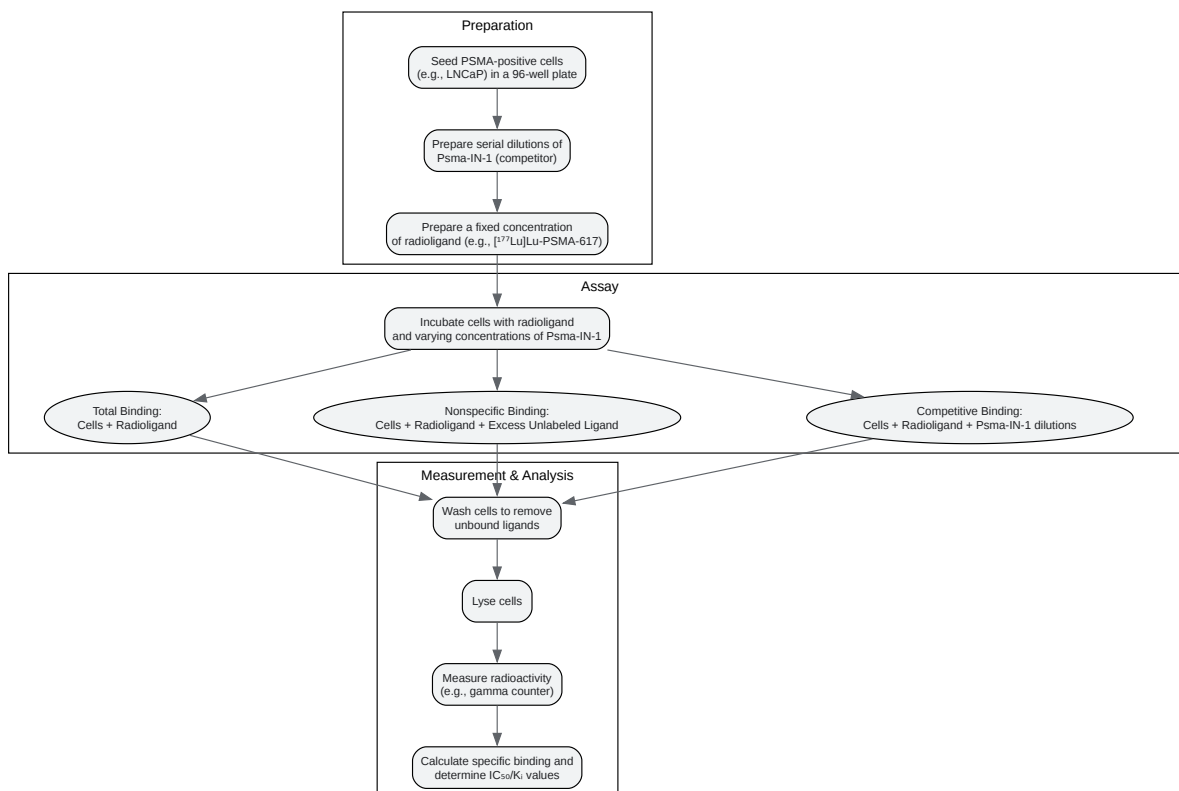 Preparation
Seed PSMA-positive cells
(e.g., LNCaP) in a 96-well plate
Prepare serial dilutions of
Psma-IN-1 (competitor)
Prepare a fixed concentration
of radioligand (e.g., [¹⁷⁷Lu]Lu-PSMA-617)
Assay
Incubate cells with radioligand
and varying concentrations of Psma-IN-1
Total Binding:
Cells + Radioligand
Nonspecific Binding:
Cells + Radioligand + Excess Unlabeled Ligand
Competitive Binding:
Cells + Radioligand + Psma-IN-1 dilutions
Measurement & Analysis
Wash cells to remove
unbound ligands
Lyse cells
Measure radioactivity
(e.g., gamma counter)
Calculate specific binding and
determine IC₅₀/Kᵢ values